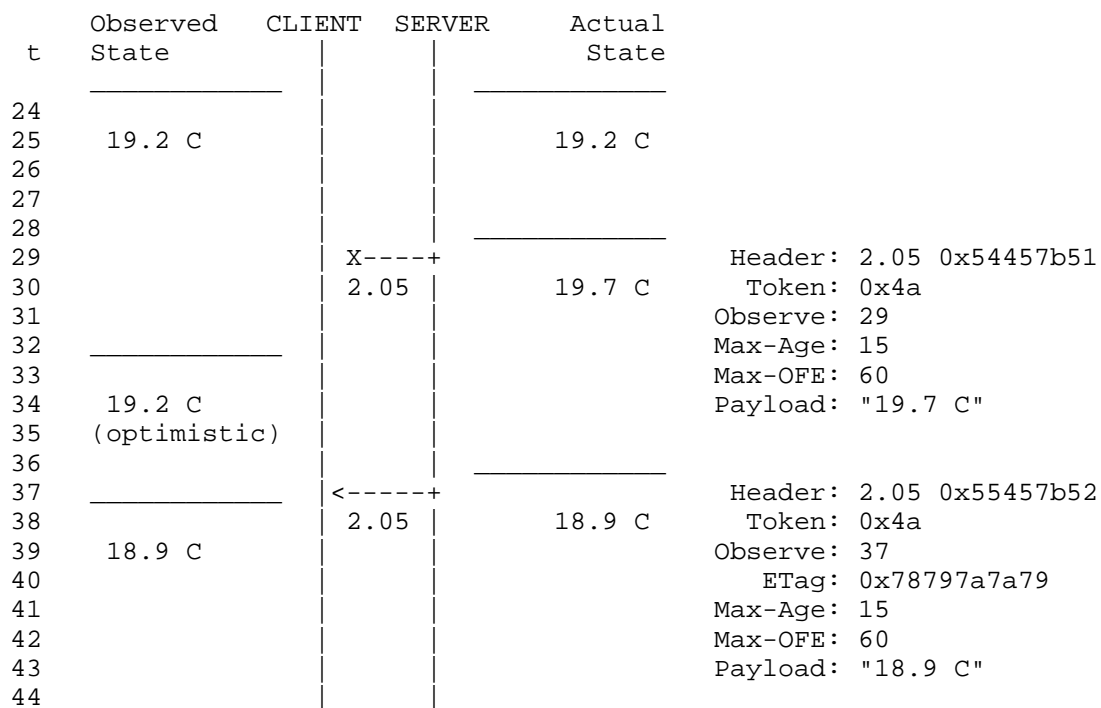 Observed   CLIENT  SERVER     Actual
 t   State         |      |         State
     ____________  |      |  ____________
24                 |      |
25    19.2 C       |      |     19.2 C
26                 |      |
27                 |      |
28                 |      |  ____________
29                 | X----+                  Header: 2.05 0x54457b51
30                 | 2.05 |     19.7 C        Token: 0x4a
31                 |      |                 Observe: 29
32   ____________  |      |                 Max-Age: 15
33                 |      |                 Max-OFE: 60
34    19.2 C       |      |                 Payload: "19.7 C"
35   (optimistic)  |      |
36                 |      |  ____________
37   ____________  |<-----+                  Header: 2.05 0x55457b52
38                 | 2.05 |     18.9 C        Token: 0x4a
39    18.9 C       |      |                 Observe: 37
40                 |      |                    ETag: 0x78797a7a79
41                 |      |                 Max-Age: 15
42                 |      |                 Max-OFE: 60
43                 |      |                 Payload: "18.9 C"
44                 |      |